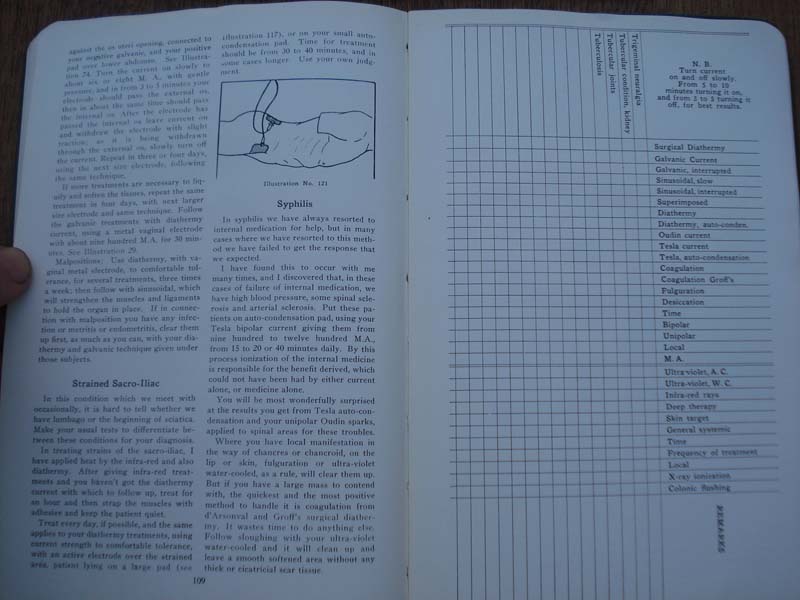 against the os steel opening, connected to
your negative galvanic, and your positive
pad over lower abdomen. See Illustra-
tion 74. Turn the current on slowly to
about six or eight M. A., with gentle
pressure, and in from 3 to 5 minutes your
electrode should pass the external os,
then in about the same time should pass
the internal os. After the electrode has
passed the internal os leave current on
and withdraw the electrode with slight
traction; as it is being withdrawn
through the external os, slowly turn off
the current. Repeat in three or four days,
using the next size electrode, following
the same technique.
If more treatments are necessary to liq-
uify and soften the tissues, repeat the same
treatment in four days, with next larger
size electrode and same technique. Follow
the galvanic treatments with diathermy
current, using a metal vaginal electrode
with about nine hundred M.A. for 30 min-
utes. See Illustration 29.
Malpositions: Use diathermy, with va-
ginal metal electrode, to comfortable tol-
erance, for several treatments, three times
a week; then follow with sinusoidal, which
will strengthen the muscles and ligaments
to hold the organ in place. If in connec-
tion with malposition you have any infec-
tion or metritis or endometritis, clear them
up first, as much as you can, with your dia-
thermy and galvanic technique given under
those subjects.
Strained Sacro-Iliac
In this condition which we meet with
occasionally, it is hard to tell whether we
have lumbago or the beginning of sciatica.
Make your usual tests to differentiate be-
tween these conditions for your diagnosis.
In treating strains of the sacro-iliac, I
have applied heat by the infra-red and also
diathermy. After giving infra-red treat-
ments and you haven't got the diathermy
current with which to follow up, treat for
an hour and then strap the muscles with
adhesive and keep the patient quiet.
Treat every day, if possible, and the same
applies to your diathermy treatments, using
current strength to comfortable tolerance,
with an active electrode over the strained
area, patient lying on a large pad (see
illustration 117), or on your small auto-
condensation pad. Time for treatment
should be from 30 to 40 minutes, and in
some cases longer. Use your own judg-
ment.
Illustration No. 121
Syphilis
In syphilis we have always resorted to
internal medication for help, but in many
cases where we have resorted to this meth-
od we have failed to get the response that
we expected.
I have found this to occur with me
many times, and I discovered that, in these
cases of failure of internal medication, we
have high blood pressure, some spinal scle-
rosis and arterial sclerosis. Put these pa-
tients on auto-condensation pad, using your
Tesla bipolar current giving them from
nine hundred to twelve hundred M.A.,
from 15 to 20 or 40 minutes daily. By this
process ionization of the internal medicine
is responsible for the benefit derived, which
could not have been had by either current
alone, or medicine alone.
You will be most wonderfully surprised
at the results you get from Tesla auto-con-
densation and your unipolar Oudin sparks,
applied to spinal areas for these troubles.
Where you have local manifestation in
the way of chancres or chancroid, on the
lip or skin, fulguration or ultra-violet
water-cooled, as a rule, will clear them up.
But if you have a large mass to contend
with, the quickest and the most positive
method to handle it is coagulation from
d'Arsonval and Groff's surgical diather-
my. It wastes time to do anything else.
Follow sloughing with your ultra-violet
water-cooled and it will clean up and
leave a smooth softened area without any
thick or cicatricial scar tissue.
109
Tuberculosis
Tubercular joints
Tubercular condition, kidney
Trigeminal neuralgia
N. B.
Turn current
on and off slowly.
From 5 to 10
minutes turning it on,
and from 3 to 5 turning it
off, for best results.
Surgical Diathermy
Galvanic Current
Galvanic, interrupted
Sinusoidal, slow
Sinusoidal, interrupted
Superimposed
Diathermy
Diathermy, auto-conden.
Oudin current
Tesla current
Tesla, auto-condensation
Coagulation
Coagulation Groff's
Fulguration
Desiccation
Time
Bipolar
Unipolar
Local
M. A.
Ultra-violet, A. C.
Ultra-violet, W. C.
Infra-red rays
Deep therapy
Skin target
General systemic
Time
Frequency of treatment
Local
X-ray ionization
Colonic flushing
REMARKS